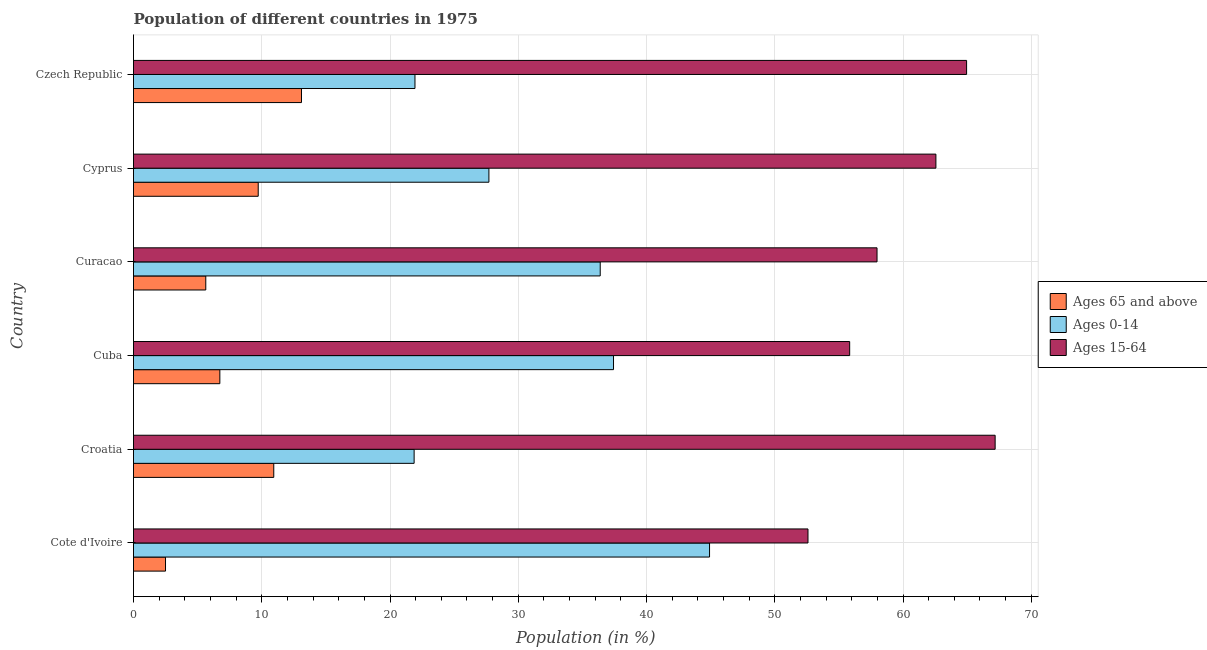 Population of different countries in 1975
Czech Republic
Cyprus
Curacao
Cuba
Croatia
Cote d'Ivoire
Country
0 10 20 30 40 50 60 70
Population (in %)
Ages 65 and above
Ages 0-14
Ages 15-64